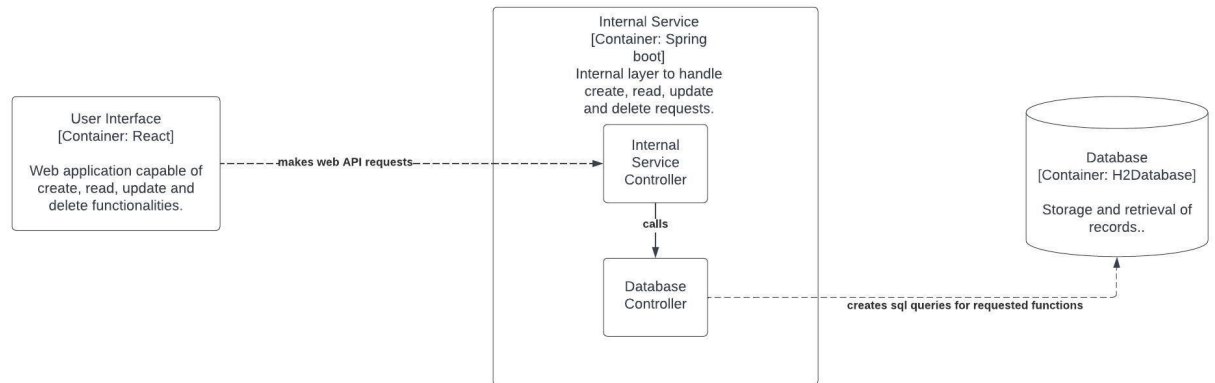 User Interface
[Container: React]
Web application capable of
create, read, update and
delete functionalities.
makes web API requests
Internal Service
[Container: Spring
boot]
Internal layer to handle
create, read, update
and delete requests.
Internal
Service
Controller
calls
Database
Controller
creates sql queries for requested functions
Database
[Container: H2Database]
Storage and retrieval of
records..